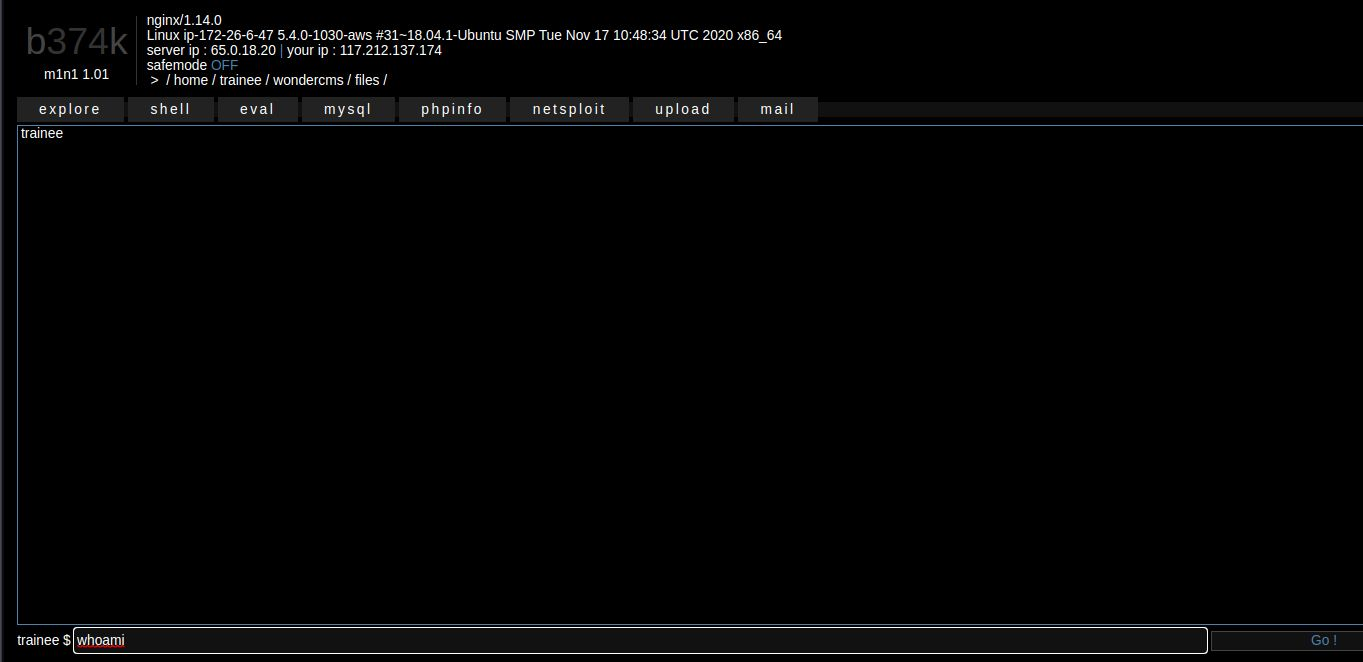 b374k
m1n1 1.01
nginx/1.14.0
Linux ip-172-26-6-47 5.4.0-1030-aws #31~18.04.1-Ubuntu SMP Tue Nov 17 10:48:34 UTC 2020 x86_64
server ip : 65.0.18.20 | your ip : 117.212.137.174
safemode OFF
> / home / trainee / wondercms / files /
explore shell eval mysql phpinfo netsploit upload mail
trainee
trainee $ whoami Go !